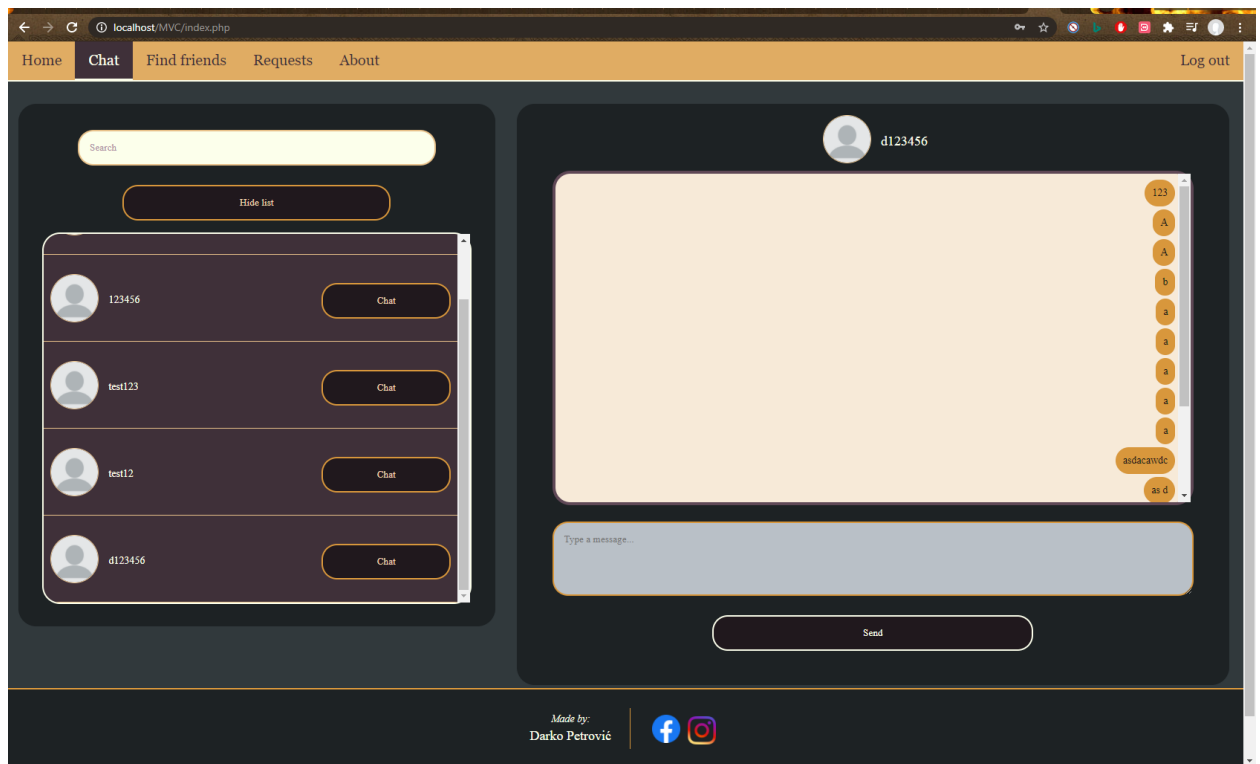 localhost/MVC/index.php
Home Chat Find friends Requests About Log out
Search
Hide list
123456 Chat
test123 Chat
test12 Chat
d123456 Chat
d123456
123
A
A
b
a
a
a
a
a
asdacawdc
as d
Type a message...
Send
Made by:
Darko Petrović